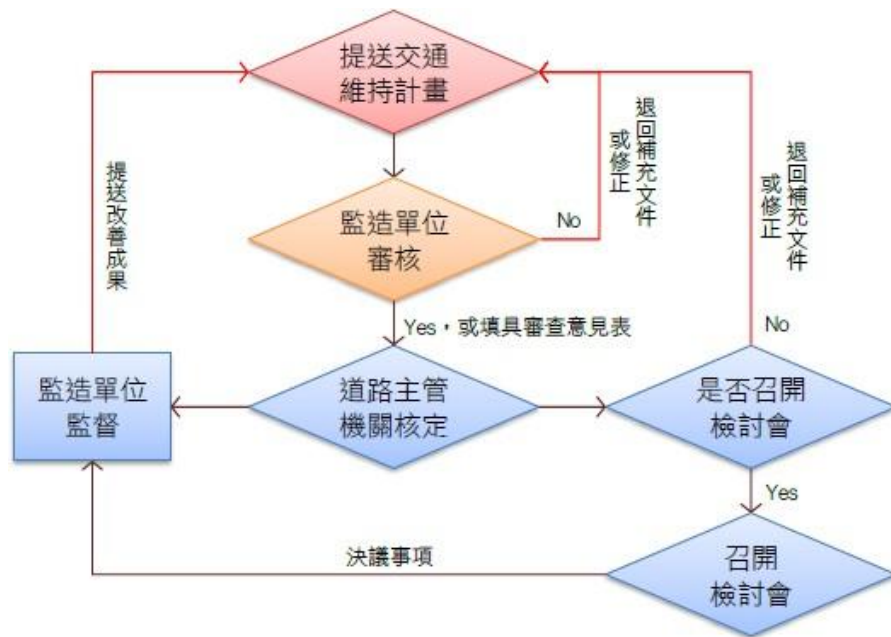 提送交通
維持計畫
退回補充文件
或修正
退回補充文件
或修正
提送改善成果
監造單位
審核
No
Yes，或填具審查意見表
No
監造單位
監督
道路主管
機關核定
是否召開
檢討會
Yes
決議事項
召開
檢討會